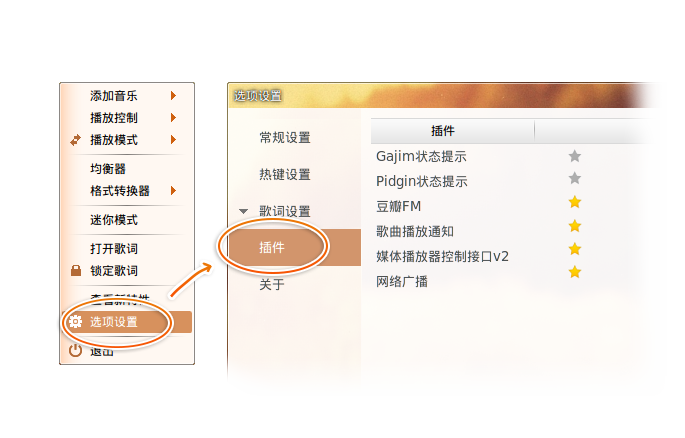 添加音乐
播放控制
播放模式
均衡器
格式转换器
迷你模式
打开歌词
锁定歌词
查看新特性
选项设置
退出
选项设置
常规设置
热键设置
歌词设置
插件
关于
插件
Gajim状态提示
Pidgin状态提示
豆瓣FM
歌曲播放通知
媒体播放器控制接口v2
网络广播